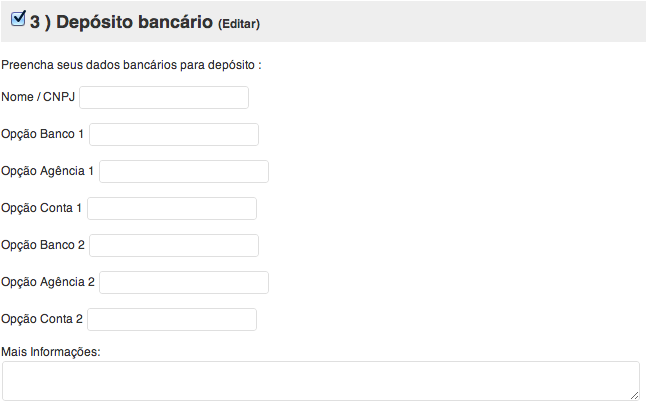 3 ) Depósito bancário (Editar)
Preencha seus dados bancários para depósito :
Nome / CNPJ
Opção Banco 1
Opção Agência 1
Opção Conta 1
Opção Banco 2
Opção Agência 2
Opção Conta 2
Mais Informações: